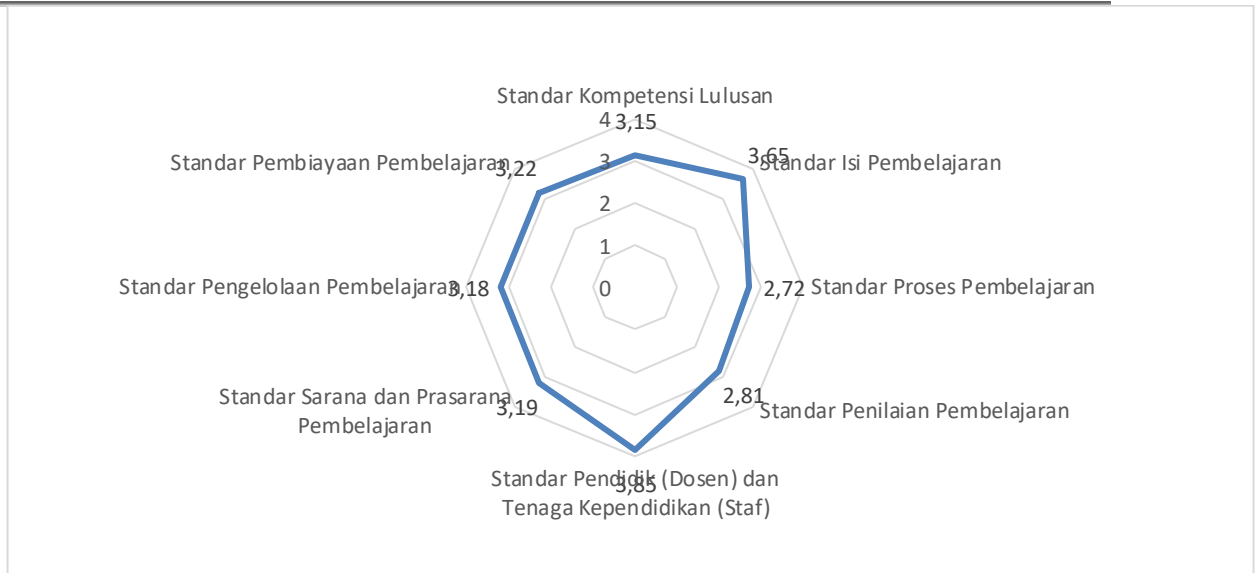 Standar Kompetensi Lulusan
4
3,15
3,65
Standar Isi Pembelajaran
Standar Pembiayaan Pembelajaran
3,22
3
2
1
0
Standar Pengelolaan Pembelajaran
3,18
2,72
Standar Proses Pembelajaran
2,81
Standar Penilaian Pembelajaran
Standar Sarana dan Prasarana
Pembelajaran
3,19
Standar Pendidik (Dosen) dan
Tenaga Kependidikan (Staf)
3,85